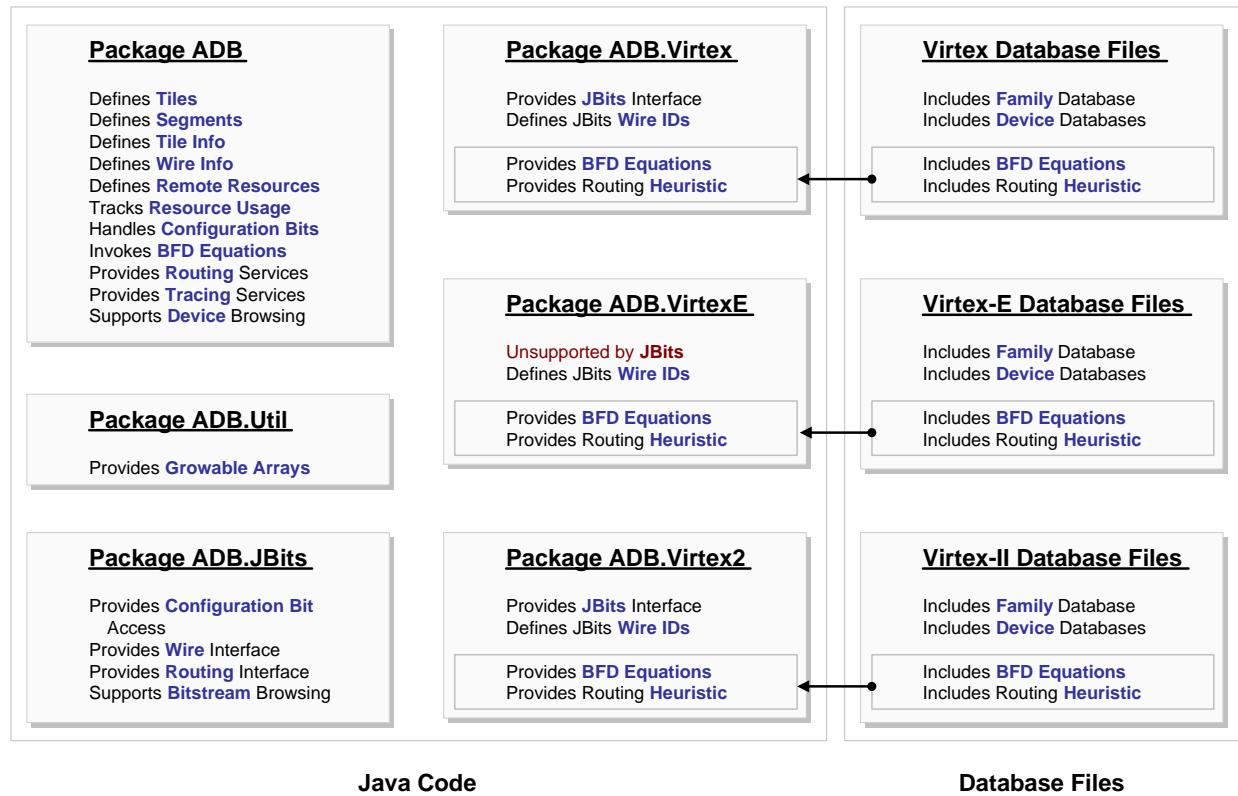 Package ADB
Defines Tiles
Defines Segments
Defines Tile Info
Defines Wire Info
Defines Remote Resources
Tracks Resource Usage
Handles Configuration Bits
Invokes BFD Equations
Provides Routing Services
Provides Tracing Services
Supports Device Browsing
Package ADB.Util
Provides Growable Arrays
Package ADB.JBits
Provides Configuration Bit
Access
Provides Wire Interface
Provides Routing Interface
Supports Bitstream Browsing
Package ADB.Virtex
Provides JBits Interface
Defines JBits Wire IDs
Provides BFD Equations
Provides Routing Heuristic
Package ADB.VirtexE
Unsupported by JBits
Defines JBits Wire IDs
Provides BFD Equations
Provides Routing Heuristic
Package ADB.Virtex2
Provides JBits Interface
Defines JBits Wire IDs
Provides BFD Equations
Provides Routing Heuristic
Java Code
Virtex Database Files
Includes Family Database
Includes Device Databases
Includes BFD Equations
Includes Routing Heuristic
Virtex-E Database Files
Includes Family Database
Includes Device Databases
Includes BFD Equations
Includes Routing Heuristic
Virtex-II Database Files
Includes Family Database
Includes Device Databases
Includes BFD Equations
Includes Routing Heuristic
Database Files